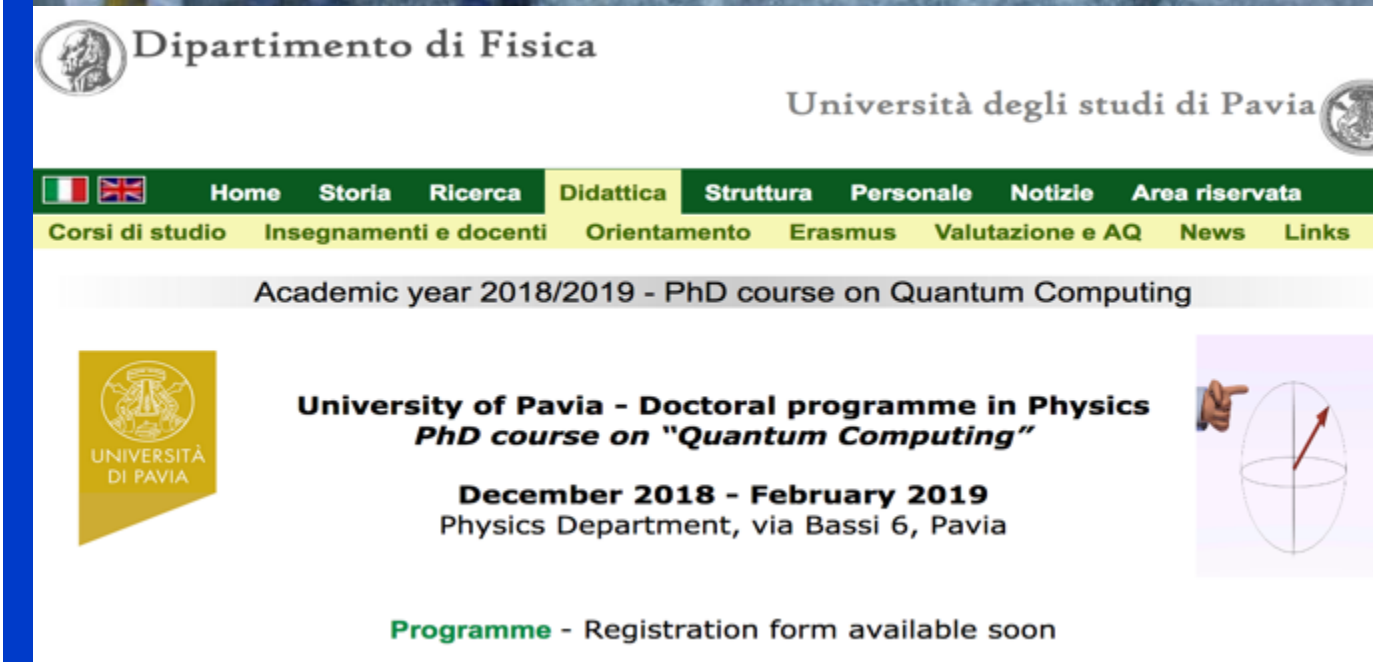 Dipartimento di Fisica
Università degli studi di Pavia
Home Storia Ricerca Didattica Struttura Personale Notizie Area riservata
Corsi di studio Insegnamenti e docenti Orientamento Erasmus Valutazione e AQ News Links
Academic year 2018/2019 - PhD course on Quantum Computing
UNIVERSITÀ
DI PAVIA
University of Pavia - Doctoral programme in Physics
PhD course on “Quantum Computing”
December 2018 - February 2019
Physics Department, via Bassi 6, Pavia
Programme - Registration form available soon